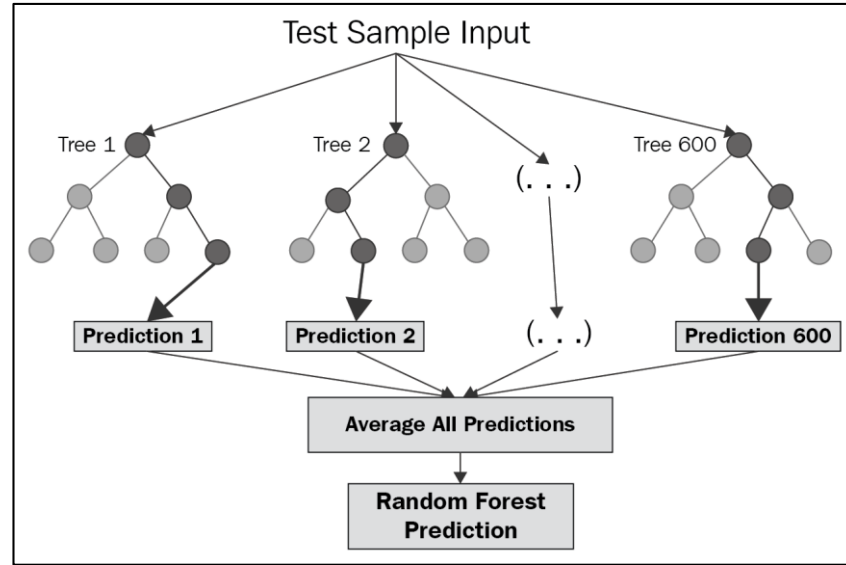 Test Sample Input
Tree 1
Tree 2
Tree 600
(. . .)
Prediction 1
Prediction 2
(. . .)
Prediction 600
Average All Predictions
Random Forest
Prediction